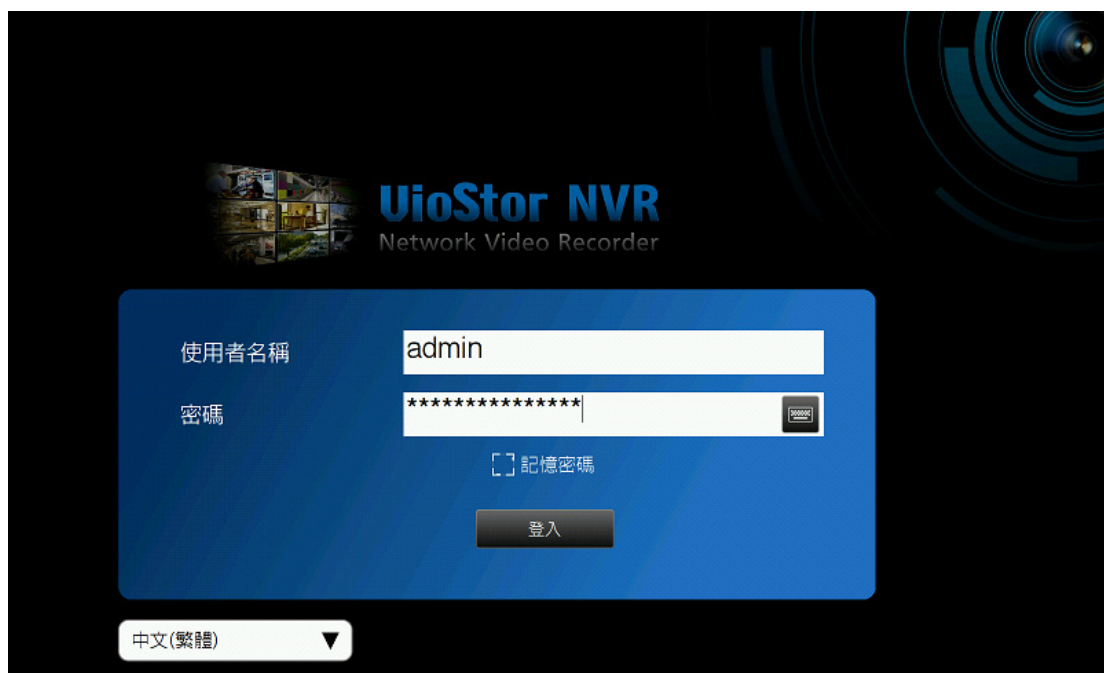 VioStor NVR
Network Video Recorder
使用者名稱
admin
密碼
***************
記憶密碼
登入
中文(繁體) ▼